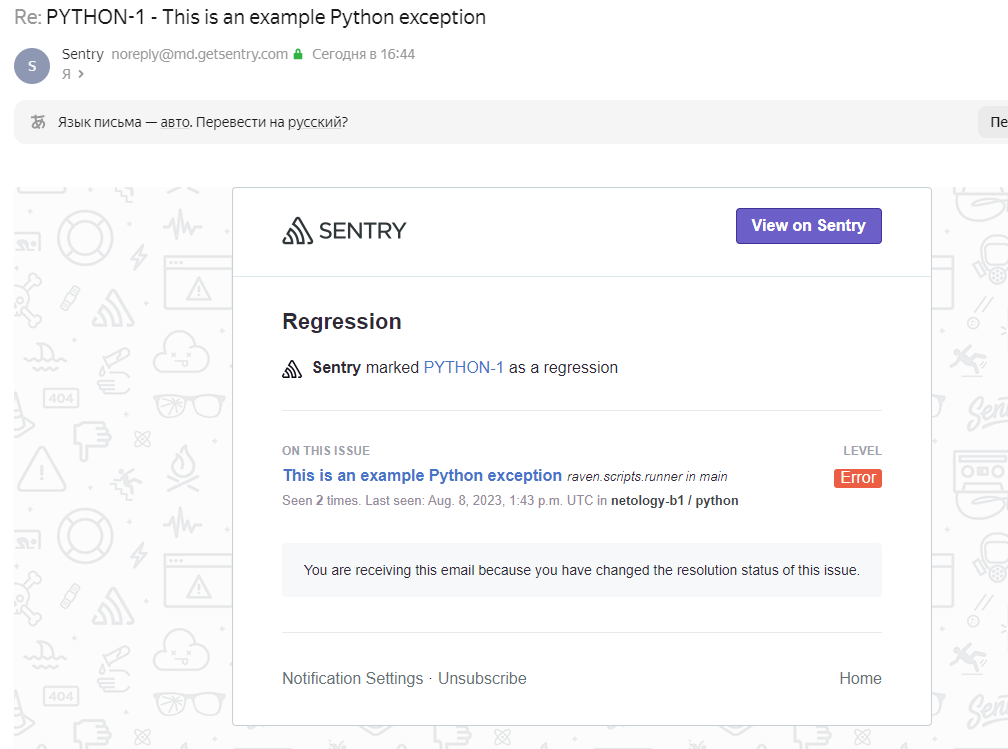 Re: PYTHON-1 - This is an example Python exception
S
Sentry noreply@md.getsentry.com Сегодня в 16:44
Я >
Язык письма — авто. Перевести на русский?
Пе
SENTRY
View on Sentry
Regression
Sentry marked PYTHON-1 as a regression
ON THIS ISSUE
LEVEL
This is an example Python exception raven.scripts.runner in main
Error
Seen 2 times. Last seen: Aug. 8, 2023, 1:43 p.m. UTC in netology-b1 / python
You are receiving this email because you have changed the resolution status of this issue.
Notification Settings · Unsubscribe
Home
404
404
Sent
Sent